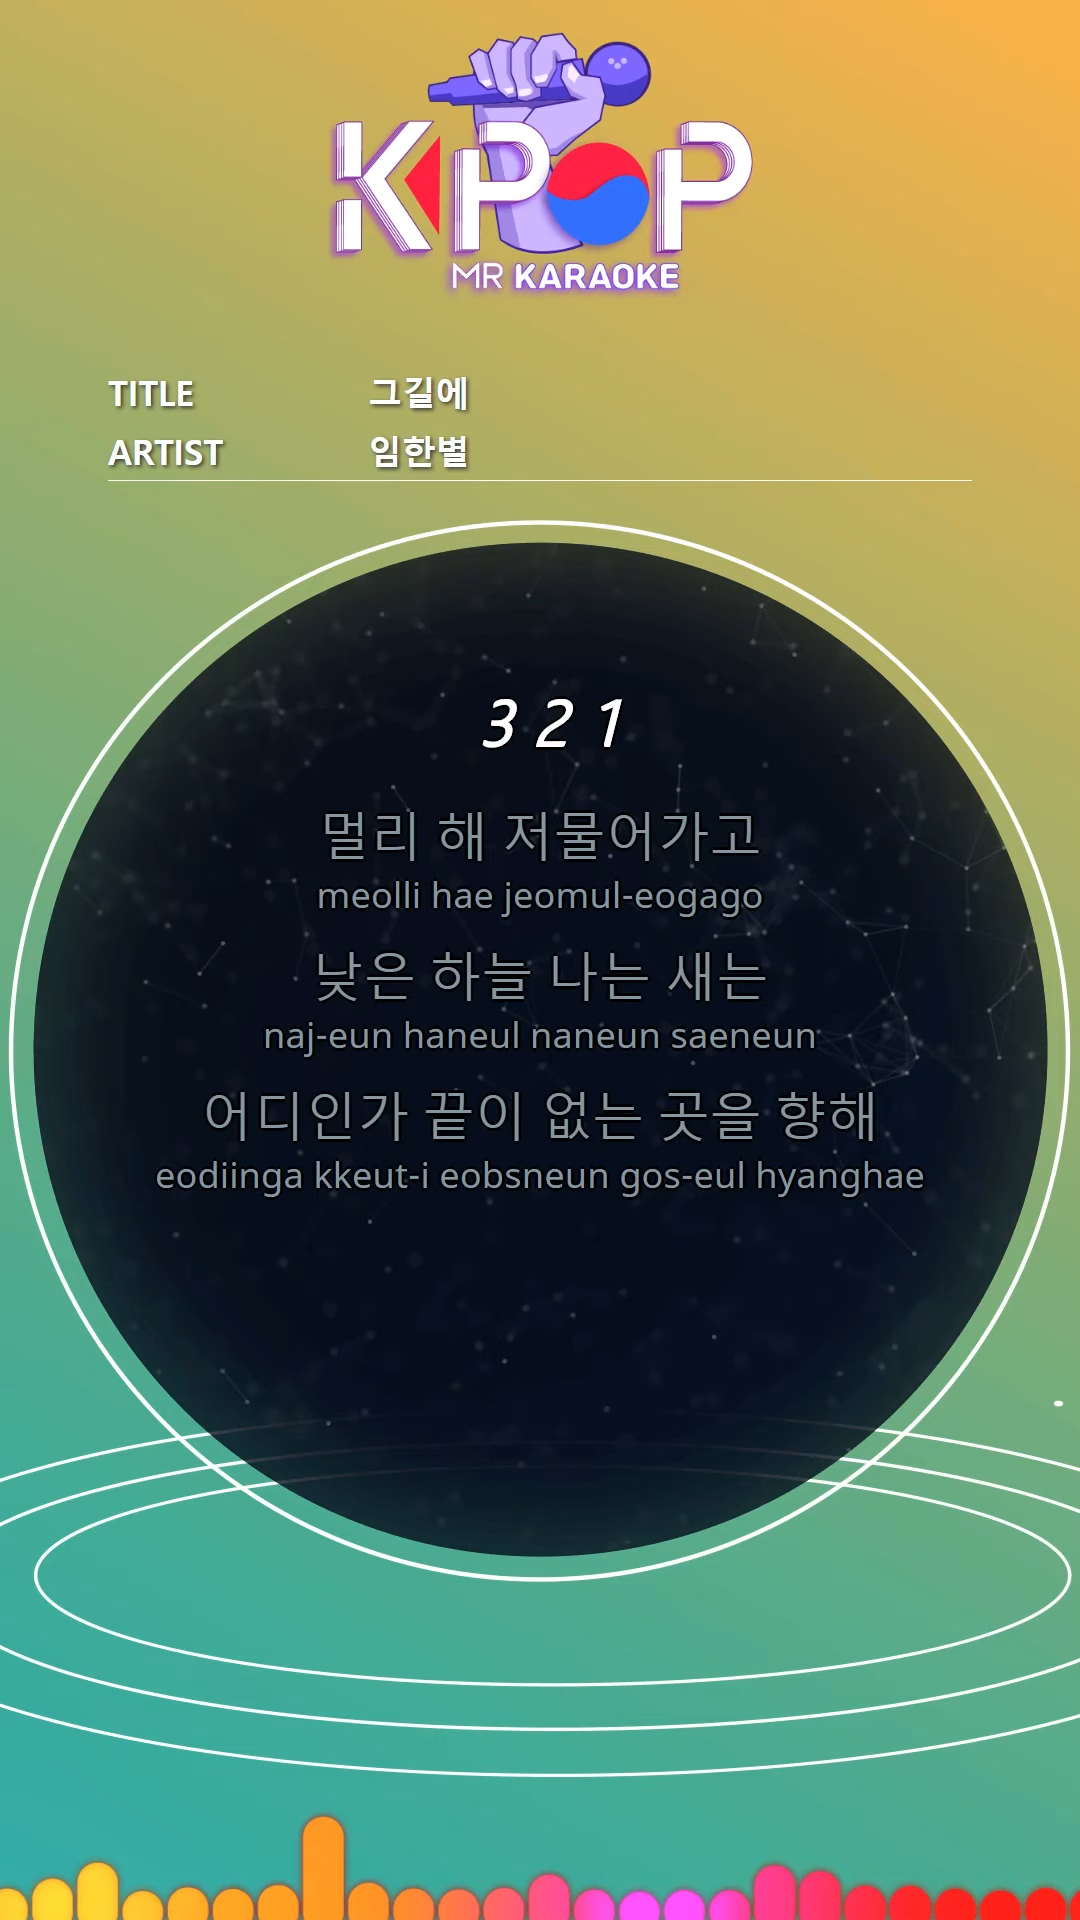 KPOP
MR KARAOKE
TITLE 그길에
ARTIST 임한별
3 2 1
멀리 해 저물어가고
meolli hae jeomul-eogago
낮은 하늘 나는 새는
naj-eun haneul naneun saeneun
어디인가 끝이 없는 곳을 향해
eodiinga kkeut-i eobsneun gos-eul hyanghae